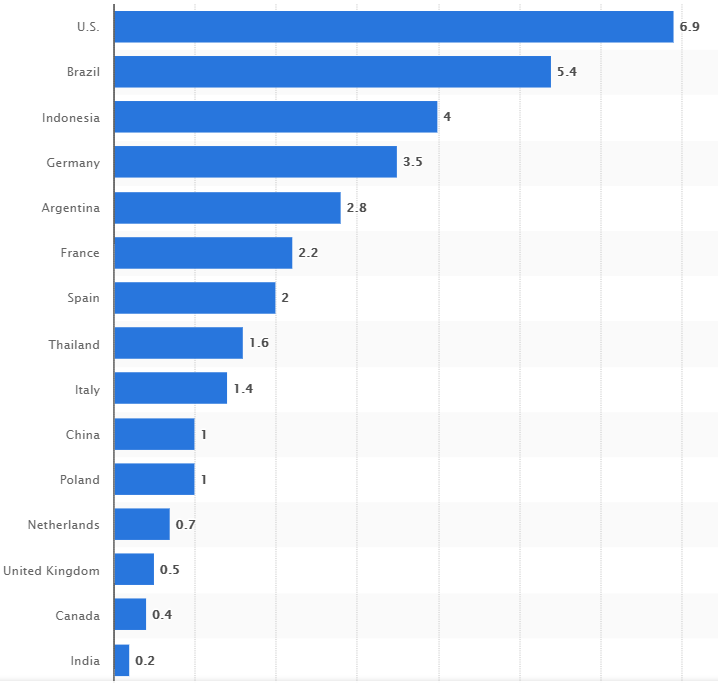 U.S. 6.9
Brazil 5.4
Indonesia 4
Germany 3.5
Argentina 2.8
France 2.2
Spain 2
Thailand 1.6
Italy 1.4
China 1
Poland 1
Netherlands 0.7
United Kingdom 0.5
Canada 0.4
India 0.2